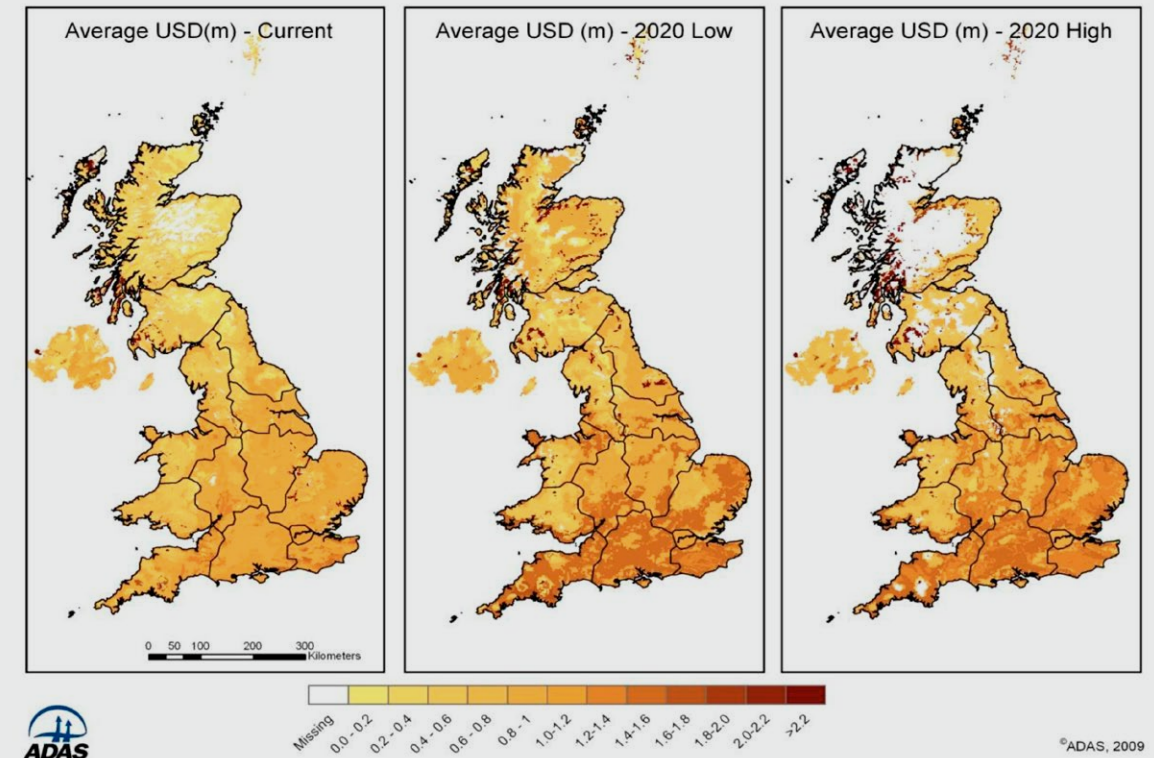 Average USD(m) - Current
Average USD (m) - 2020 Low
Average USD (m) - 2020 High
0 50 100 200 300
Kilometers
Missing
0.0 - 0.2
0.2 - 0.4
0.4 - 0.6
0.6 - 0.8
0.8 - 1
1.0-1.2
1.2-1.4
1.4-1.6
1.6-1.8
1.8-2.0
2.0-2.2
>2.2
ADAS
©ADAS, 2009